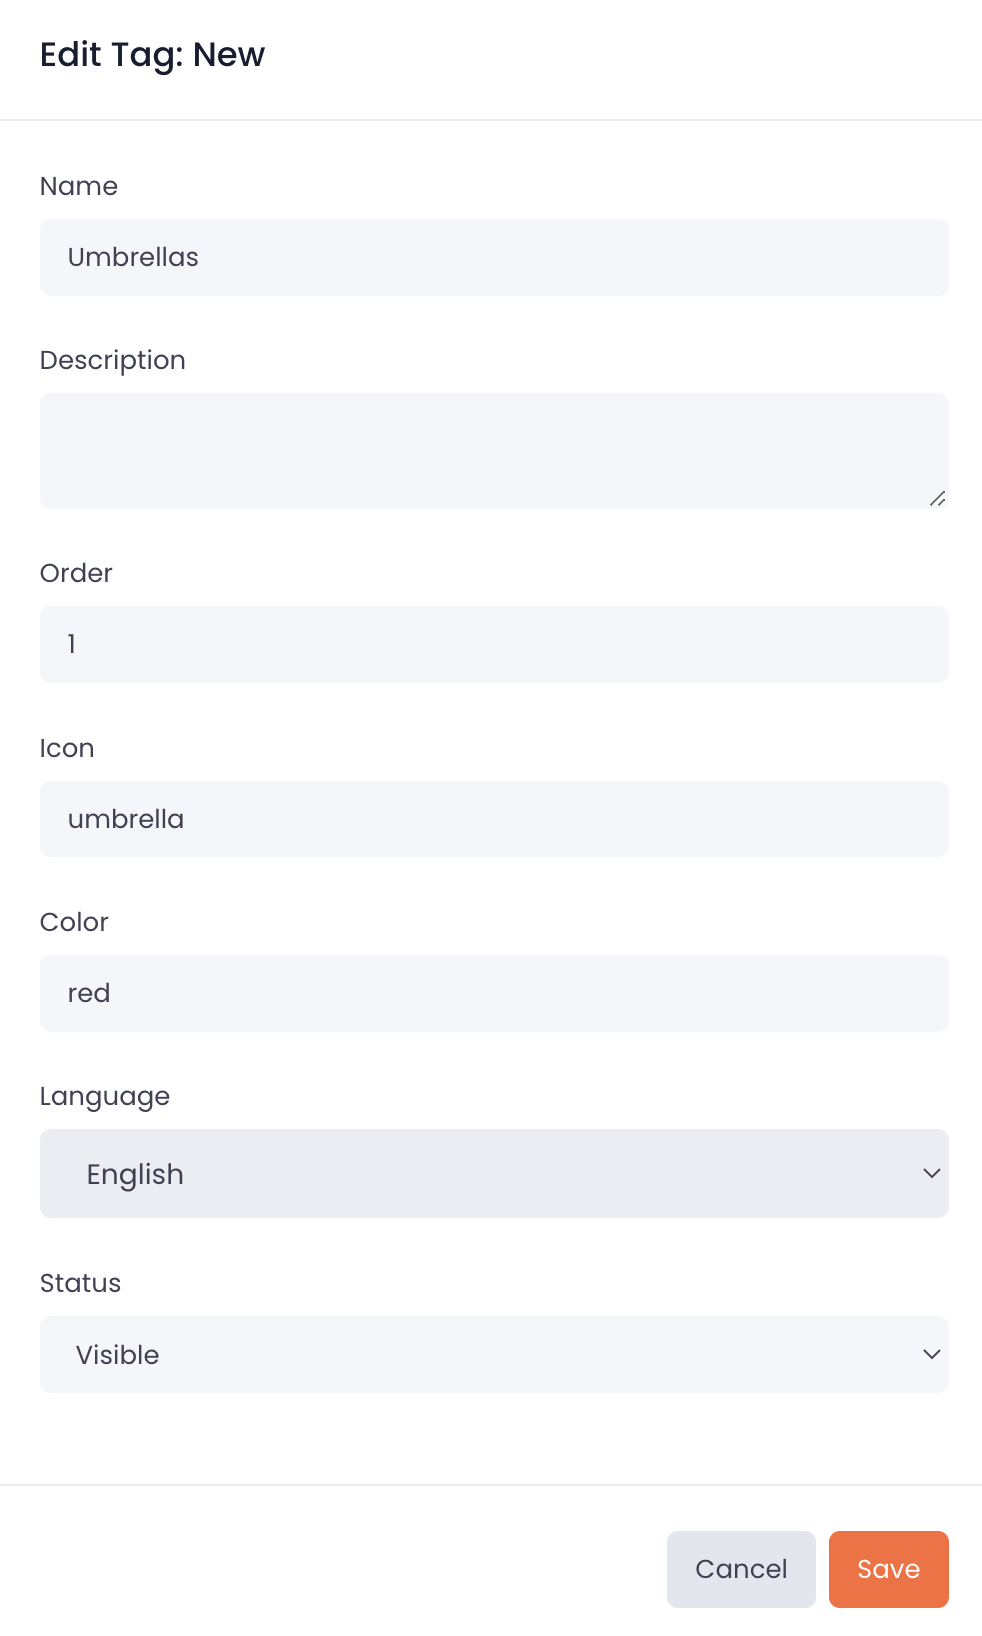 Edit Tag: New
Name
Umbrellas
Description
Order
1
Icon
umbrella
Color
red
Language
English
Status
Visible
Cancel Save